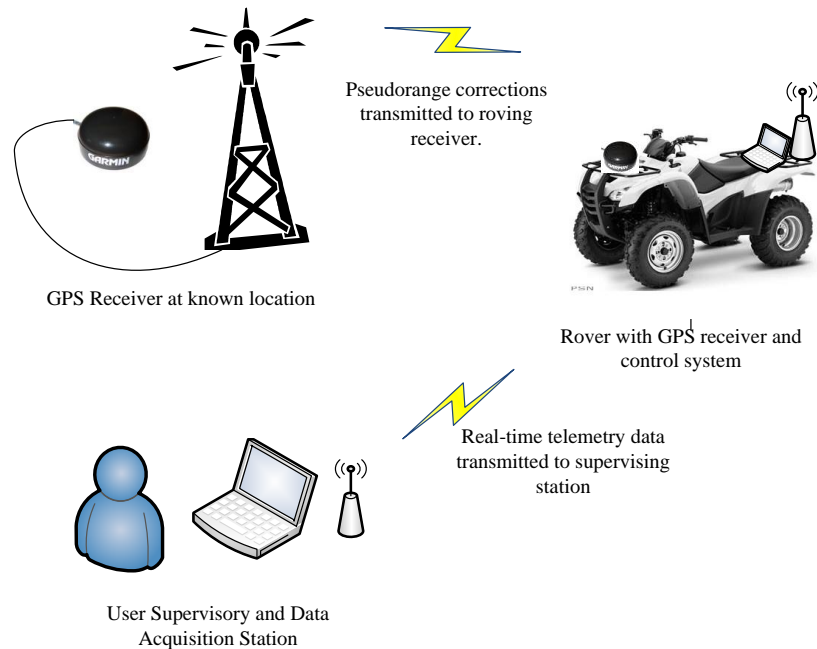 Pseudorange corrections
transmitted to roving
receiver.
GARMIN
GARMIN
GPS Receiver at known location
PSN
Rover with GPS receiver and
control system
Real-time telemetry data
transmitted to supervising
station
User Supervisory and Data
Acquisition Station